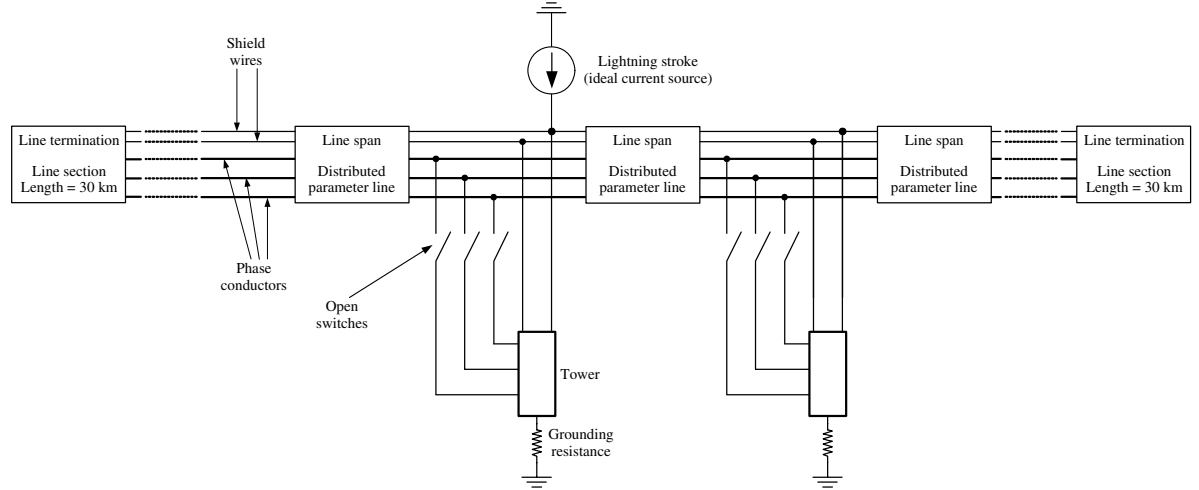 Shield
wires
Lightning stroke
(ideal current source)
Line termination
Line section
Length = 30 km
Line span
Distributed
parameter line
Line span
Distributed
parameter line
Line span
Distributed
parameter line
Line termination
Line section
Length = 30 km
Phase
conductors
Open
switches
Tower
Grounding
resistance